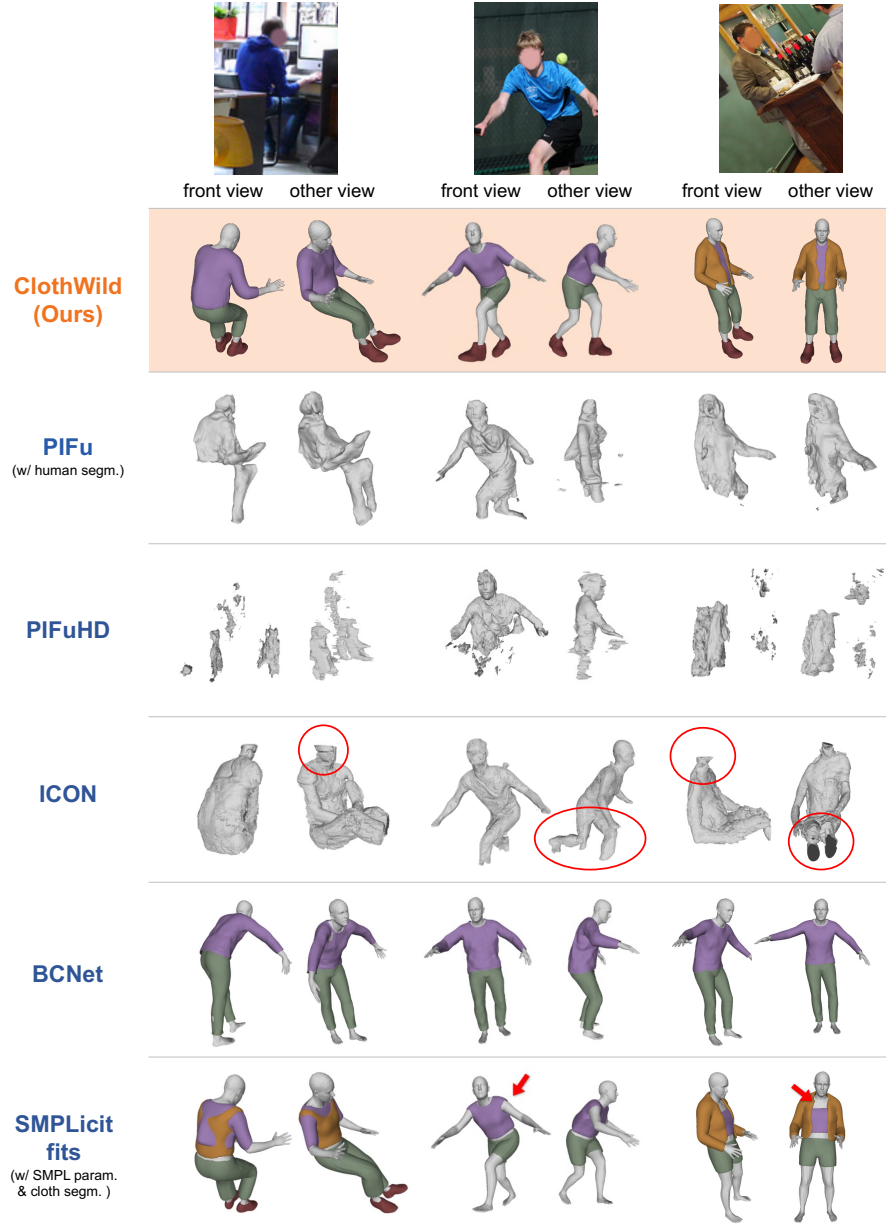 front view other view front view other view front view other view
ClothWild
(Ours)
PIFu
(w/ human segm.)
PIFuHD
ICON
BCNet
SMPLicit
fits
(w/ SMPL param.
& cloth segm. )